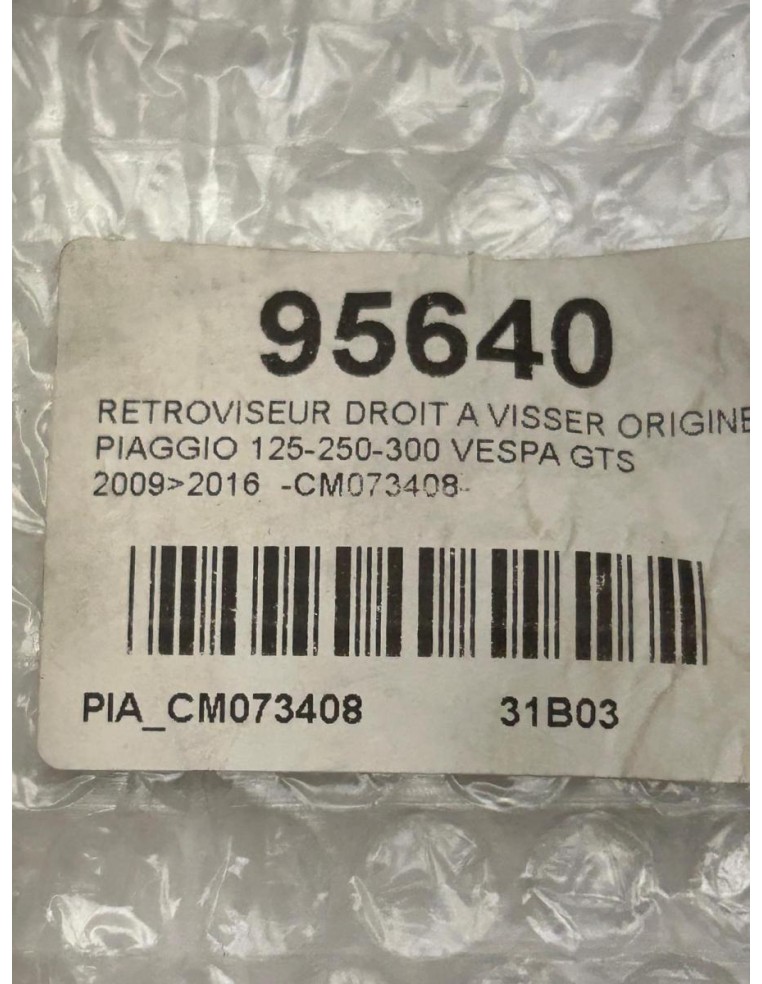 95640
RETROVISEUR DROIT A VISSER ORIGINE
PIAGGIO 125-250-300 VESPA GTS
2009>2016 -CM073408-
PIA_CM073408 31B03